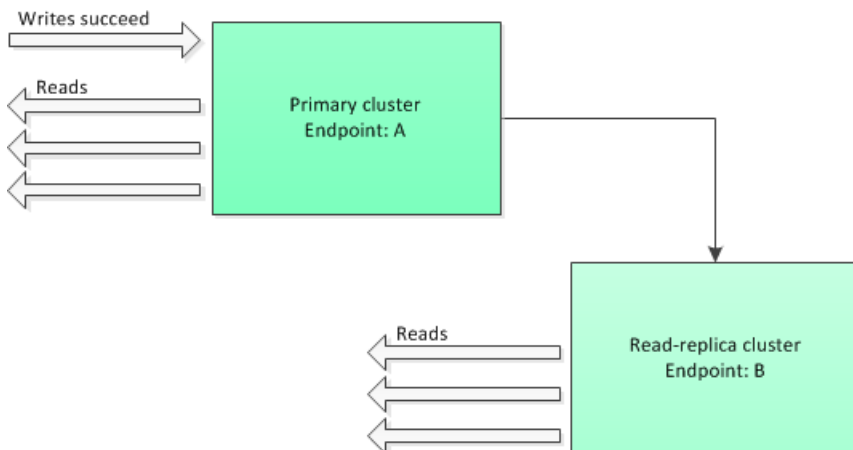 Writes succeed
Reads
Primary cluster
Endpoint: A
Reads
Read-replica cluster
Endpoint: B